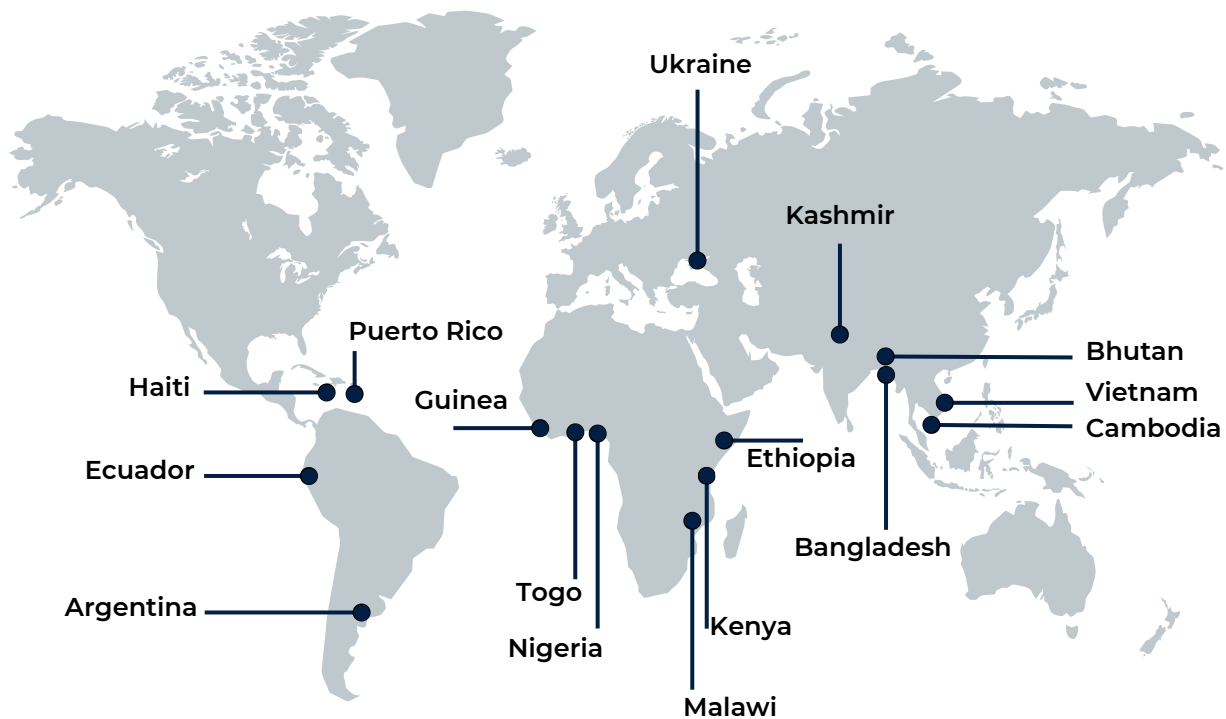 Ukraine
Kashmir
Puerto Rico
Bhutan
Haiti
Vietnam
Guinea
Cambodia
Ethiopia
Ecuador
Bangladesh
Togo
Argentina
Kenya
Nigeria
Malawi